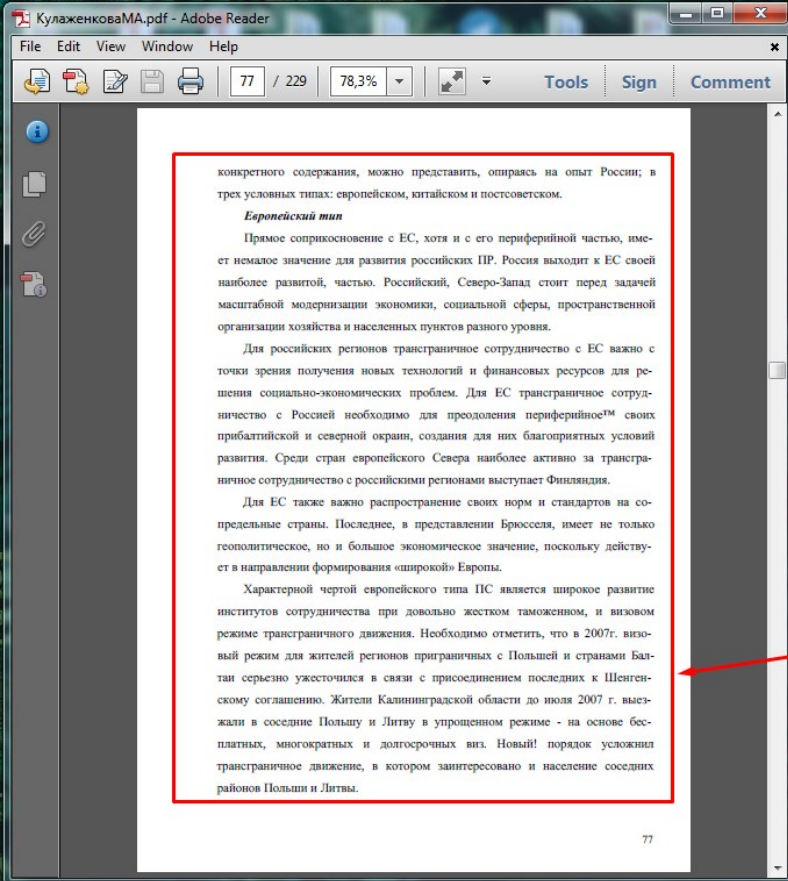 КулаженковаМА.pdf - Adobe Reader
File Edit View Window Help
77 / 229 78,3% Tools Sign Comment
конкретного содержания, можно представить, опираясь на опыт России; в
трех условных типах: европейском, китайском и постсоветском.
Европейский тип
Прямое соприкосновение с ЕС, хотя и с его периферийной частью, име-
ет немалое значение для развития российских ПР. Россия выходит к ЕС своей
наиболее развитой, частью. Российский, Северо-Запад стоит перед задачей
масштабной модернизации экономики, социальной сферы, пространственной
организации хозяйства и населенных пунктов разного уровня.
Для российских регионов трансграничное сотрудничество с ЕС важно с
точки зрения получения новых технологий и финансовых ресурсов для ре-
шения социально-экономических проблем. Для ЕС трансграничное сотруд-
ничество с Россией необходимо для преодоления периферийное™ своих
прибалтийской и северной окраин, создания для них благоприятных условий
развития. Среди стран европейского Севера наиболее активно за трансгра-
ничное сотрудничество с российскими регионами выступает Финляндия.
Для ЕС также важно распространение своих норм и стандартов на со-
предельные страны. Последнее, в представлении Брюсселя, имеет не только
геополитическое, но и большое экономическое значение, поскольку действу-
ет в направлении формирования «широкой» Европы.
Характерной чертой европейского типа ПС является широкое развитие
институтов сотрудничества при довольно жестком таможенном, и визовом
режиме трансграничного движения. Необходимо отметить, что в 2007г. визо-
вый режим для жителей регионов приграничных с Польшей и странами Бал-
таи серьезно ужесточился в связи с присоединением последних к Шенген-
скому соглашению. Жители Калининградской области до июля 2007 г. выез-
жали в соседние Польшу и Литву в упрощенном режиме - на основе бес-
платных, многократных и долгосрочных виз. Новый! порядок усложнил
трансграничное движение, в котором заинтересовано и население соседних
районов Польши и Литвы.
77